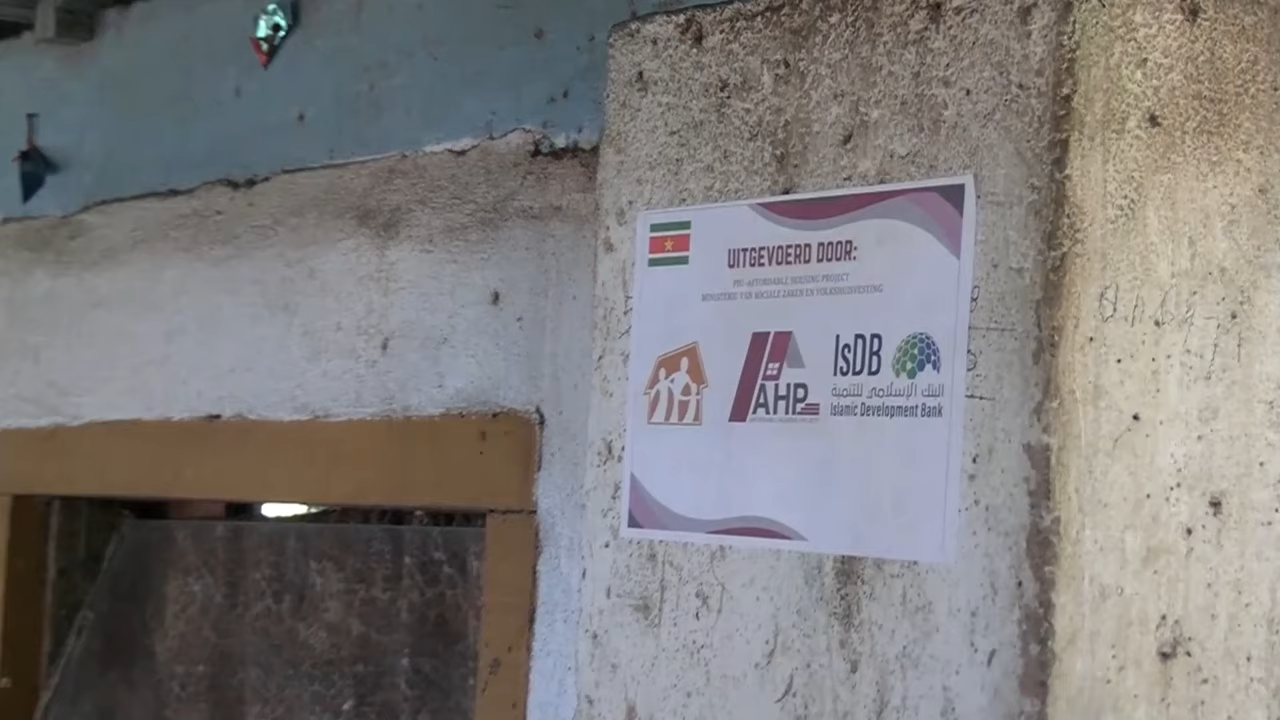 UITGEVOERD DOOR:
PIU-AFFORDABLE HOUSING PROJECT
MINISTERIE VAN SOCIALE ZAKEN EN VOLKSHUISVESTING
AHP
IsDB
البنك الإسلامي للتنمية
Islamic Development Bank